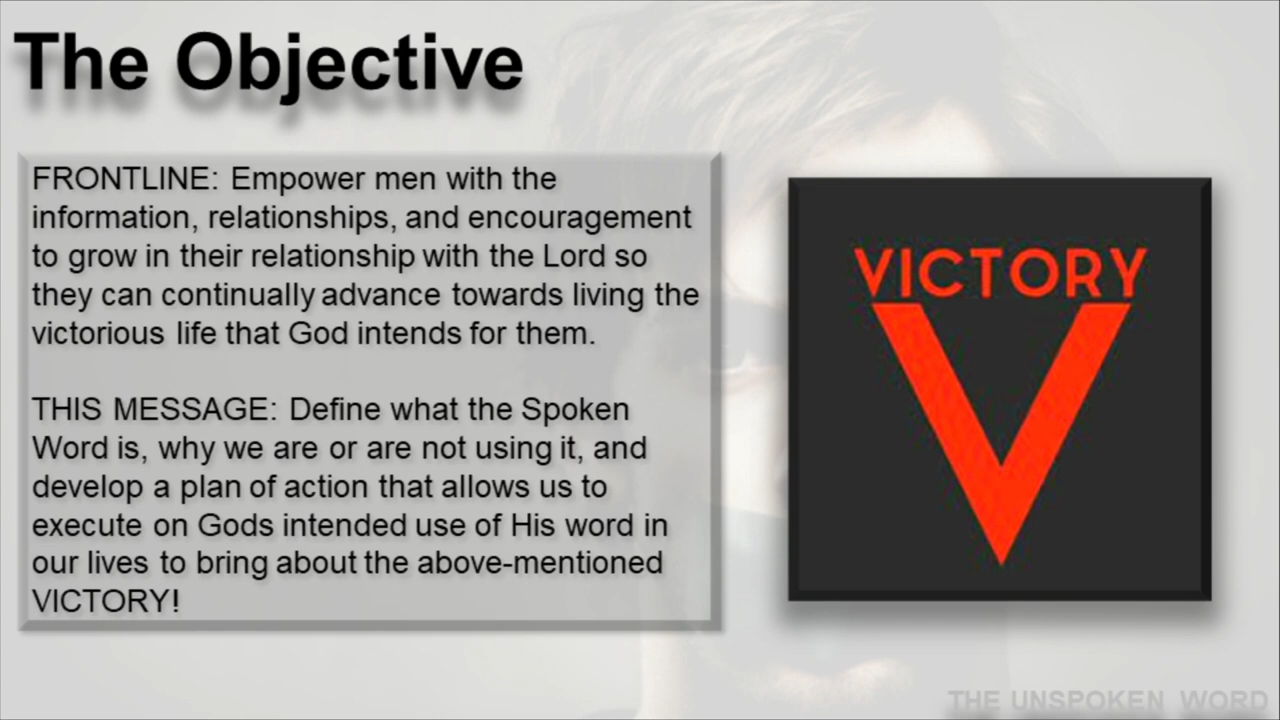 The Objective
FRONTLINE: Empower men with the
information, relationships, and encouragement
to grow in their relationship with the Lord so
they can continually advance towards living the
victorious life that God intends for them.
THIS MESSAGE: Define what the Spoken
Word is, why we are or are not using it, and
develop a plan of action that allows us to
execute on Gods intended use of His word in
our lives to bring about the above-mentioned
VICTORY!
VICTORY
V
THE UNSPOKEN WORD